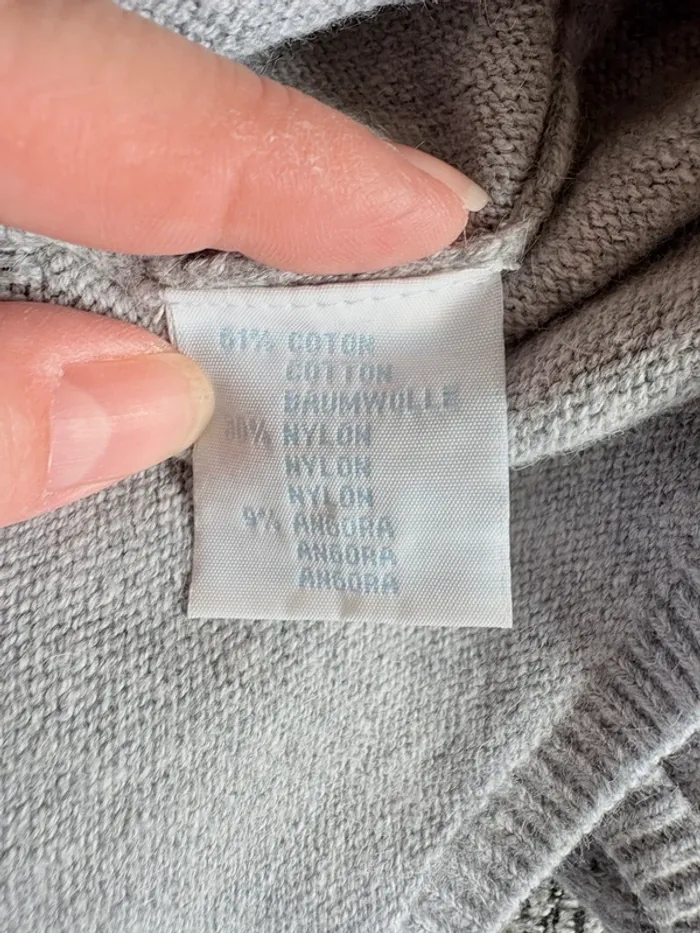 61% COTON
COTTON
BAUMWOLLE
30% NYLON
NYLON
NYLON
9% ANGORA
ANGORA
ANGORA